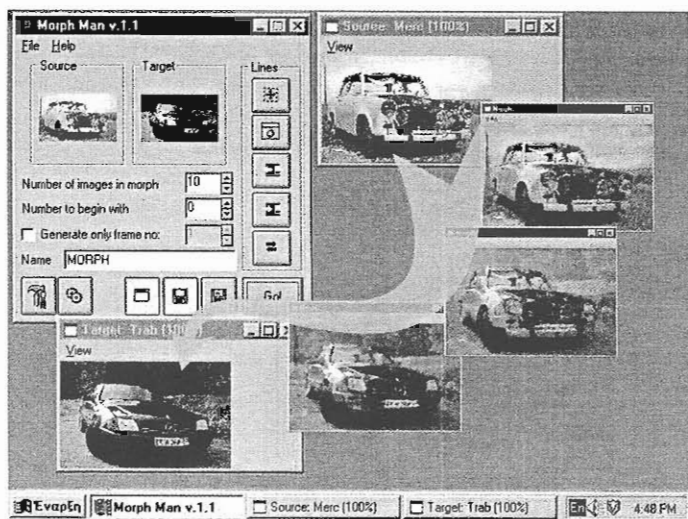 Morph Man v.1.1
File Help
Source
Target
Lines
Number of images in morph 10
Number to begin with 0
Generate only frame no: 1
Name MORPH
Go!
Source: Merc (100%)
View
Target: Trab (100%)
View
Έναρξη
Morph Man v.1.1
Source: Merc (100%)
Target: Trab (100%)
En
4:48 PM